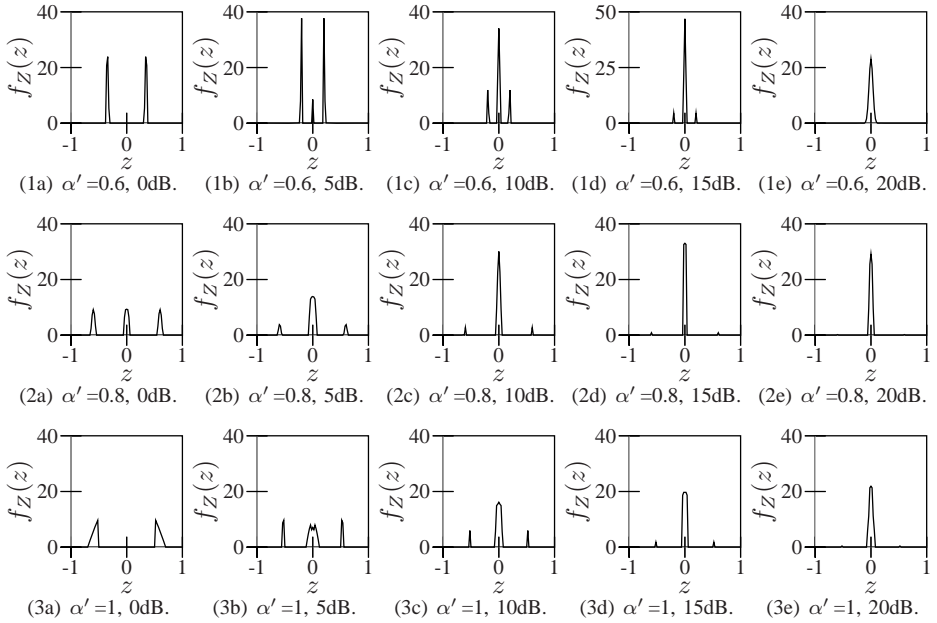 40 20 0 f_Z(z) -1 0 1 z
(1a) α′ =0.6, 0dB.
40 20 0 f_Z(z) -1 0 1 z
(1b) α′ =0.6, 5dB.
40 20 0 f_Z(z) -1 0 1 z
(1c) α′ =0.6, 10dB.
50 25 0 f_Z(z) -1 0 1 z
(1d) α′ =0.6, 15dB.
40 20 0 f_Z(z) -1 0 1 z
(1e) α′ =0.6, 20dB.
40 20 0 f_Z(z) -1 0 1 z
(2a) α′ =0.8, 0dB.
40 20 0 f_Z(z) -1 0 1 z
(2b) α′ =0.8, 5dB.
40 20 0 f_Z(z) -1 0 1 z
(2c) α′ =0.8, 10dB.
40 20 0 f_Z(z) -1 0 1 z
(2d) α′ =0.8, 15dB.
40 20 0 f_Z(z) -1 0 1 z
(2e) α′ =0.8, 20dB.
40 20 0 f_Z(z) -1 0 1 z
(3a) α′ =1, 0dB.
40 20 0 f_Z(z) -1 0 1 z
(3b) α′ =1, 5dB.
40 20 0 f_Z(z) -1 0 1 z
(3c) α′ =1, 10dB.
40 20 0 f_Z(z) -1 0 1 z
(3d) α′ =1, 15dB.
40 20 0 f_Z(z) -1 0 1 z
(3e) α′ =1, 20dB.